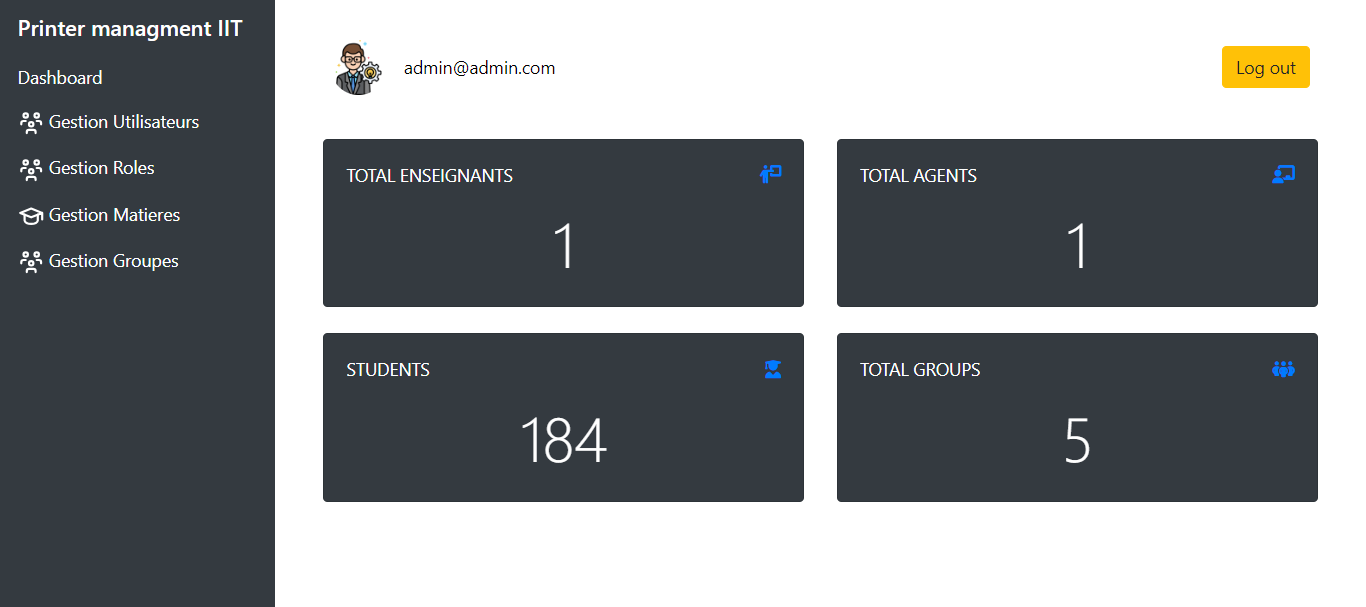 Printer managment IIT
Dashboard
Gestion Utilisateurs
Gestion Roles
Gestion Matieres
Gestion Groupes
admin@admin.com
Log out
TOTAL ENSEIGNANTS
1
TOTAL AGENTS
1
STUDENTS
184
TOTAL GROUPS
5